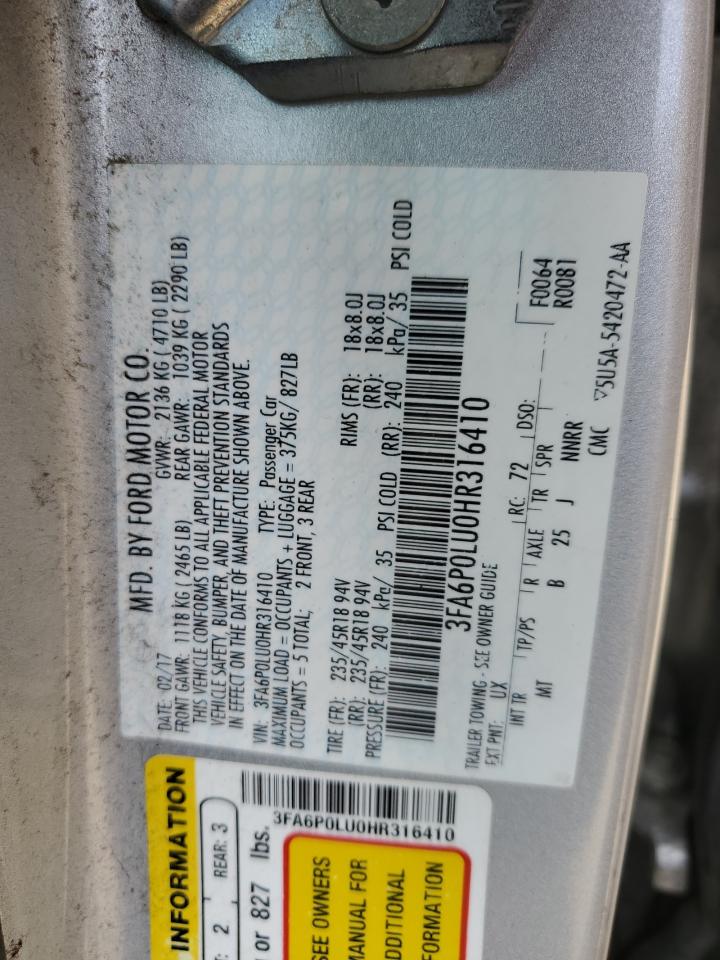 MFD. BY FORD MOTOR CO.
DATE: 02/17 GVWR: 2136 KG ( 4710 LB)
FRONT GAWR: 1118 KG ( 2465 LB) REAR GAWR: 1039 KG ( 2290 LB)
THIS VEHICLE CONFORMS TO ALL APPLICABLE FEDERAL MOTOR
VEHICLE SAFETY, BUMPER, AND THEFT PREVENTION STANDARDS
IN EFFECT ON THE DATE OF MANUFACTURE SHOWN ABOVE.
VIN: 3FA6P0LU0HR316410 TYPE: Passenger Car
MAXIMUM LOAD = OCCUPANTS + LUGGAGE = 375KG/ 827LB
OCCUPANTS = 5 TOTAL; 2 FRONT, 3 REAR
TIRE (FR): 235/45R18 94V RIMS (FR): 18x8.0J
(RR): 235/45R18 94V (RR): 18x8.0J
PRESSURE (FR): 240 kPa/ 35 PSI COLD (RR): 240 kPa/ 35 PSI COLD
3FA6P0LU0HR316410
TRAILER TOWING - SEE OWNER GUIDE
EXT PNT: UX RC: 72 DSO:
INT TR TP/PS R AXLE TR SPR
MT B 25 J NNRR
F0064
R0081
CMC
▽5U5A-5420472-AA
INFORMATION
2 REAR: 3
or 827 lbs.
3FA6P0LU0HR316410
SEE OWNERS
MANUAL FOR
ADDITIONAL